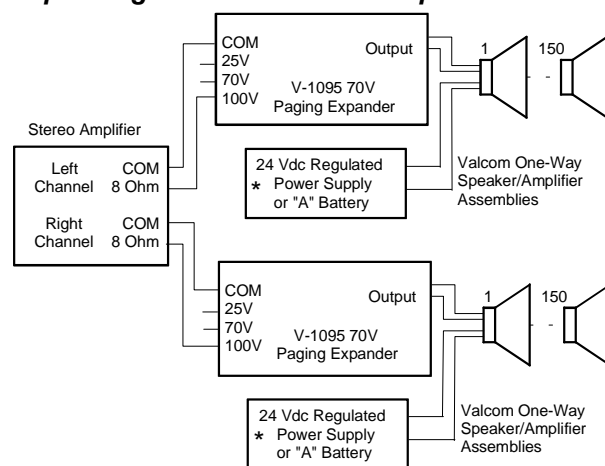 COM
25V
70V
100V
Output
V-1095 70V
Paging Expander
1 150
Stereo Amplifier
Left COM
Channel 8 Ohm
Right COM
Channel 8 Ohm
24 Vdc Regulated
* Power Supply
or "A" Battery
Valcom One-Way
Speaker/Amplifier
Assemblies
COM
25V
70V
100V
Output
V-1095 70V
Paging Expander
1 150
24 Vdc Regulated
* Power Supply
or "A" Battery
Valcom One-Way
Speaker/Amplifier
Assemblies